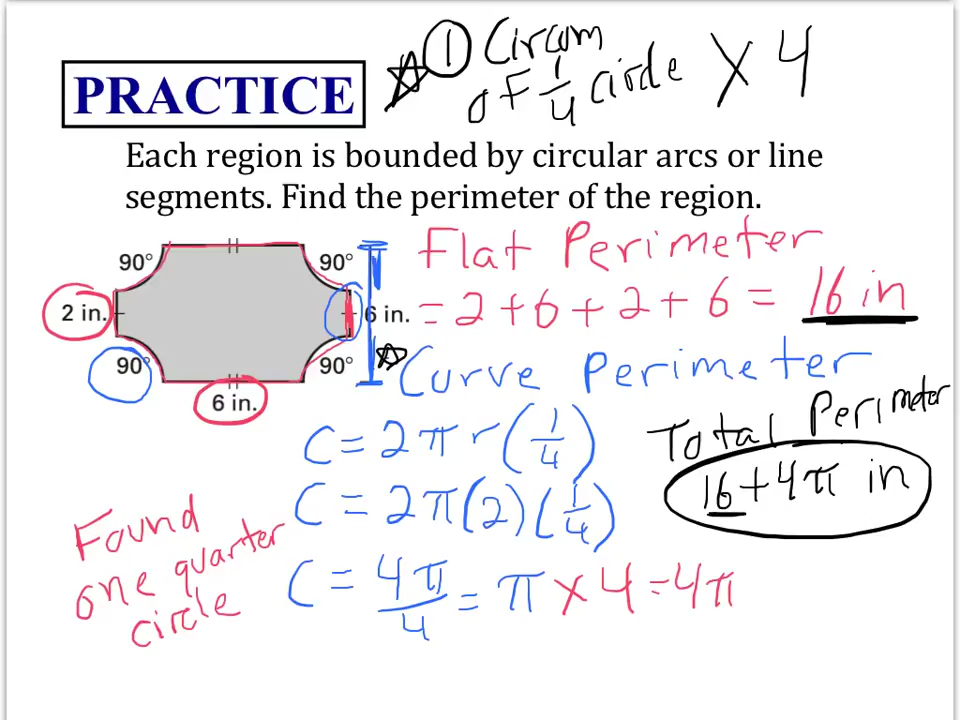 ① Circum
of 1/4 circle × 4
PRACTICE
Each region is bounded by circular arcs or line
segments. Find the perimeter of the region.
90° 90°
2 in. 6 in.
90° 90°
6 in.
Flat Perimeter
= 2 + 6 + 2 + 6 = 16 in
Curve Perimeter
C = 2πr(1/4)
C = 2π(2)(1/4)
C = 4π/4 = π × 4 = 4π
Total Perimeter
16 + 4π in
Found
one quarter
circle